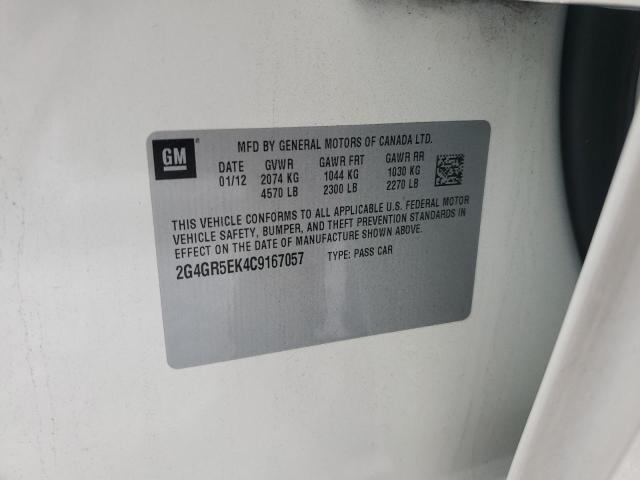 GM
MFD BY GENERAL MOTORS OF CANADA LTD.
DATE GVWR GAWR FRT GAWR RR
01/12 2074 KG 1044 KG 1030 KG
4570 LB 2300 LB 2270 LB
THIS VEHICLE CONFORMS TO ALL APPLICABLE U.S. FEDERAL MOTOR
VEHICLE SAFETY, BUMPER, AND THEFT PREVENTION STANDARDS IN
EFFECT ON THE DATE OF MANUFACTURE SHOWN ABOVE.
2G4GR5EK4C9167057 TYPE: PASS CAR